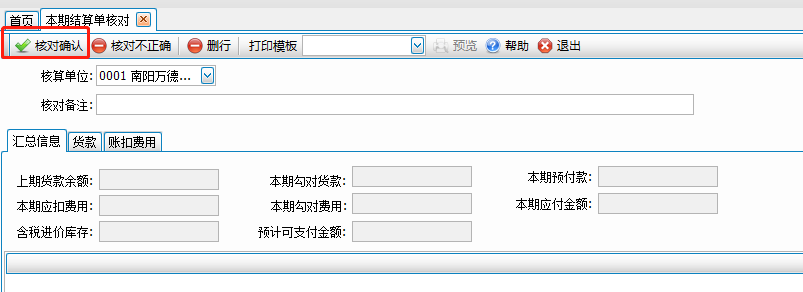 首页 本期结算单核对
核对确认 核对不正确 删行 打印模板 预览 帮助 退出
核算单位: 0001 南阳万德...
核对备注:
汇总信息 货款 账扣费用
上期货款余额: 本期勾对货款: 本期预付款:
本期应扣费用: 本期勾对费用: 本期应付金额:
含税进价库存: 预计可支付金额: